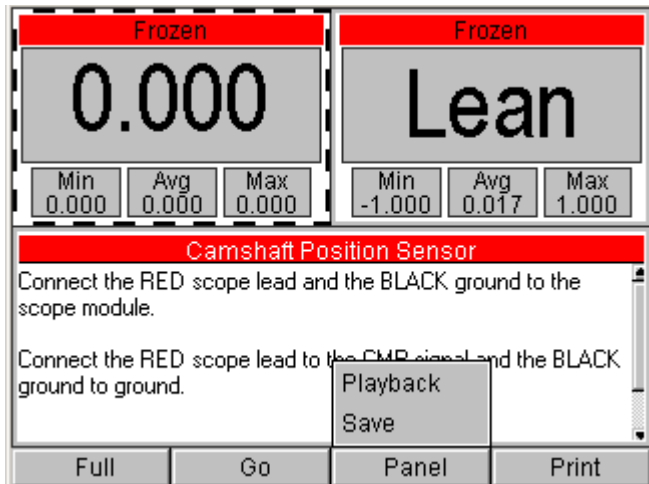 Frozen
0.000
Min Avg Max
0.000 0.000 0.000
Frozen
Lean
Min Avg Max
-1.000 0.017 1.000
Camshaft Position Sensor
Connect the RED scope lead and the BLACK ground to the
scope module.
Connect the RED scope lead to the CMP signal and the BLACK
ground to ground.
Playback
Save
Full Go Panel Print